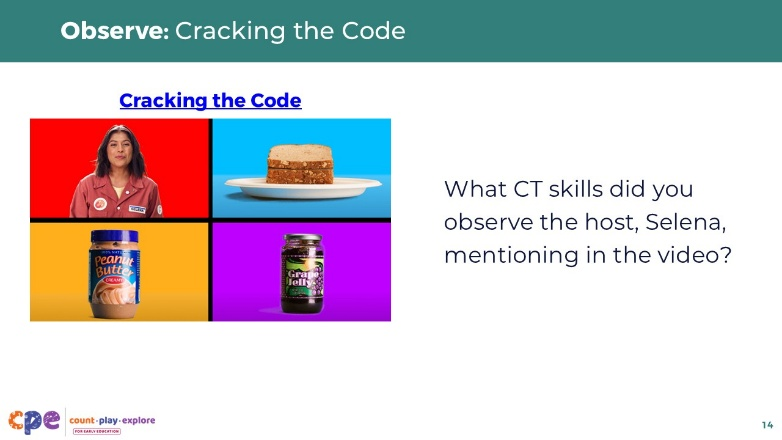 Observe: Cracking the Code
Cracking the Code
Peanut
Butter
CREAMY
Grape
Jelly
What CT skills did you
observe the host, Selena,
mentioning in the video?
cpe
count·play·explore
FOR EARLY EDUCATION
14